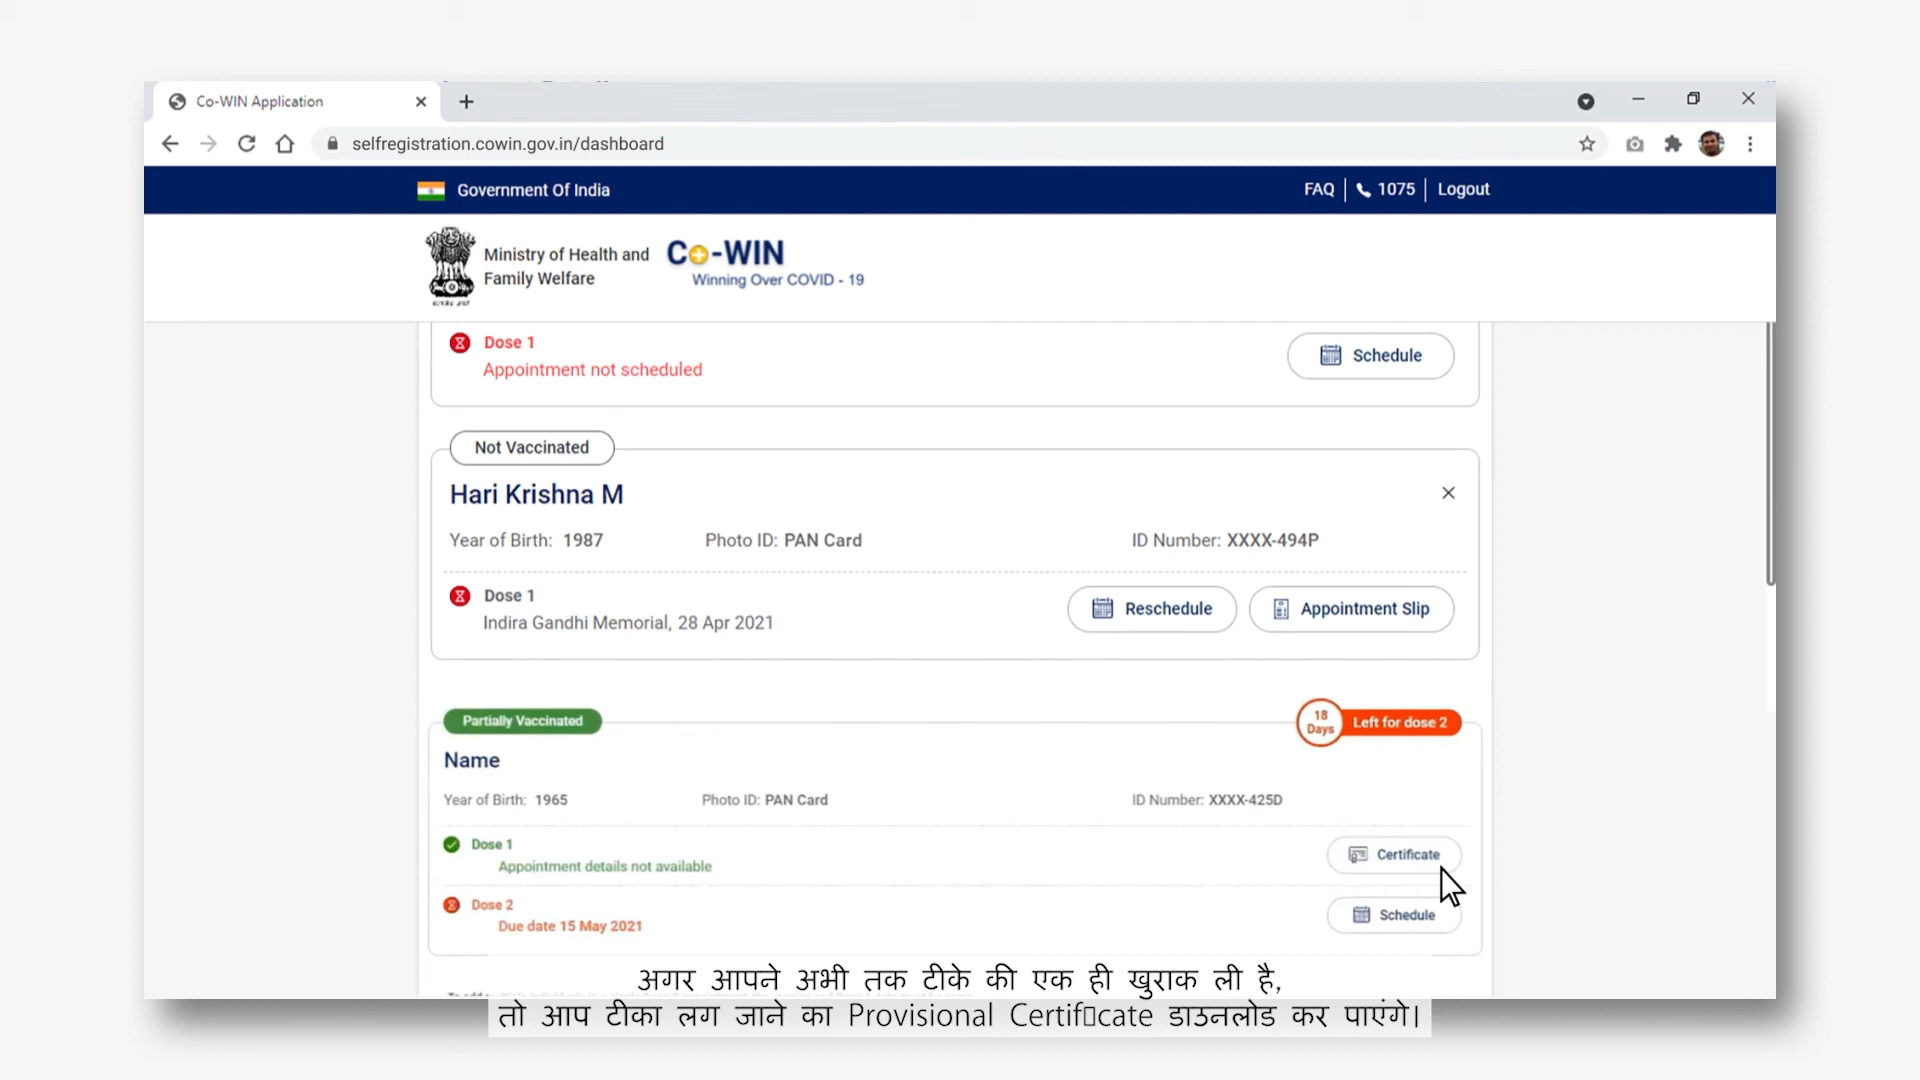 Co-WIN Application
selfregistration.cowin.gov.in/dashboard
Government Of India
FAQ | 1075 | Logout
Ministry of Health and
Family Welfare
Co-WIN
Winning Over COVID - 19
Dose 1
Appointment not scheduled
Schedule
Not Vaccinated
Hari Krishna M
Year of Birth: 1987 Photo ID: PAN Card ID Number: XXXX-494P
Dose 1
Indira Gandhi Memorial, 28 Apr 2021
Reschedule Appointment Slip
Partially Vaccinated
18 Days Left for dose 2
Name
Year of Birth: 1965 Photo ID: PAN Card ID Number: XXXX-425D
Dose 1
Appointment details not available
Certificate
Dose 2
Due date 15 May 2021
Schedule
अगर आपने अभी तक टीके की एक ही खुराक ली है,
तो आप टीका लग जाने का Provisional Certif▯cate डाउनलोड कर पाएंगे।